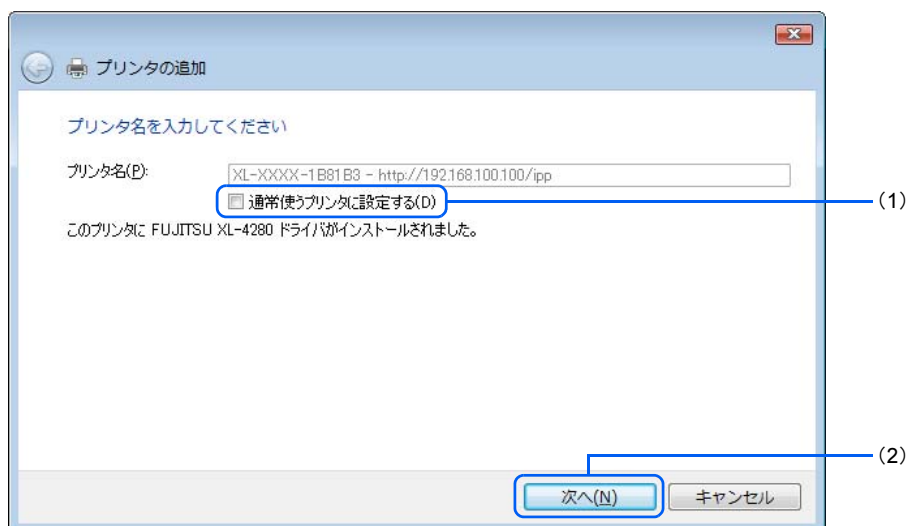 プリンタの追加
プリンタ名を入力してください
プリンタ名(P): XL-XXXX-1B81B3 - http://192.168.100.100/ipp
通常使うプリンタに設定する(D) (1)
このプリンタに FUJITSU XL-4280 ドライバがインストールされました。
(2)
次へ(N) キャンセル